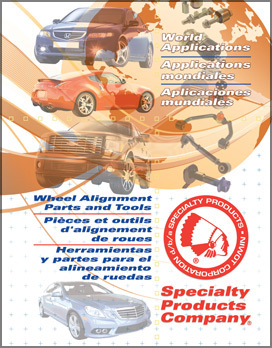 World
Applications
Applications
mondiales
Aplicaciones
mundiales
Wheel Alignment
Parts and Tools
Pièces et outils
d'alignement
de roues
Herramientas
y partes para el
alineamiento
de ruedas
NIVVOT CORPORATION d/b/a SPECIALTY PRODUCTS
Specialty
Products
Company®